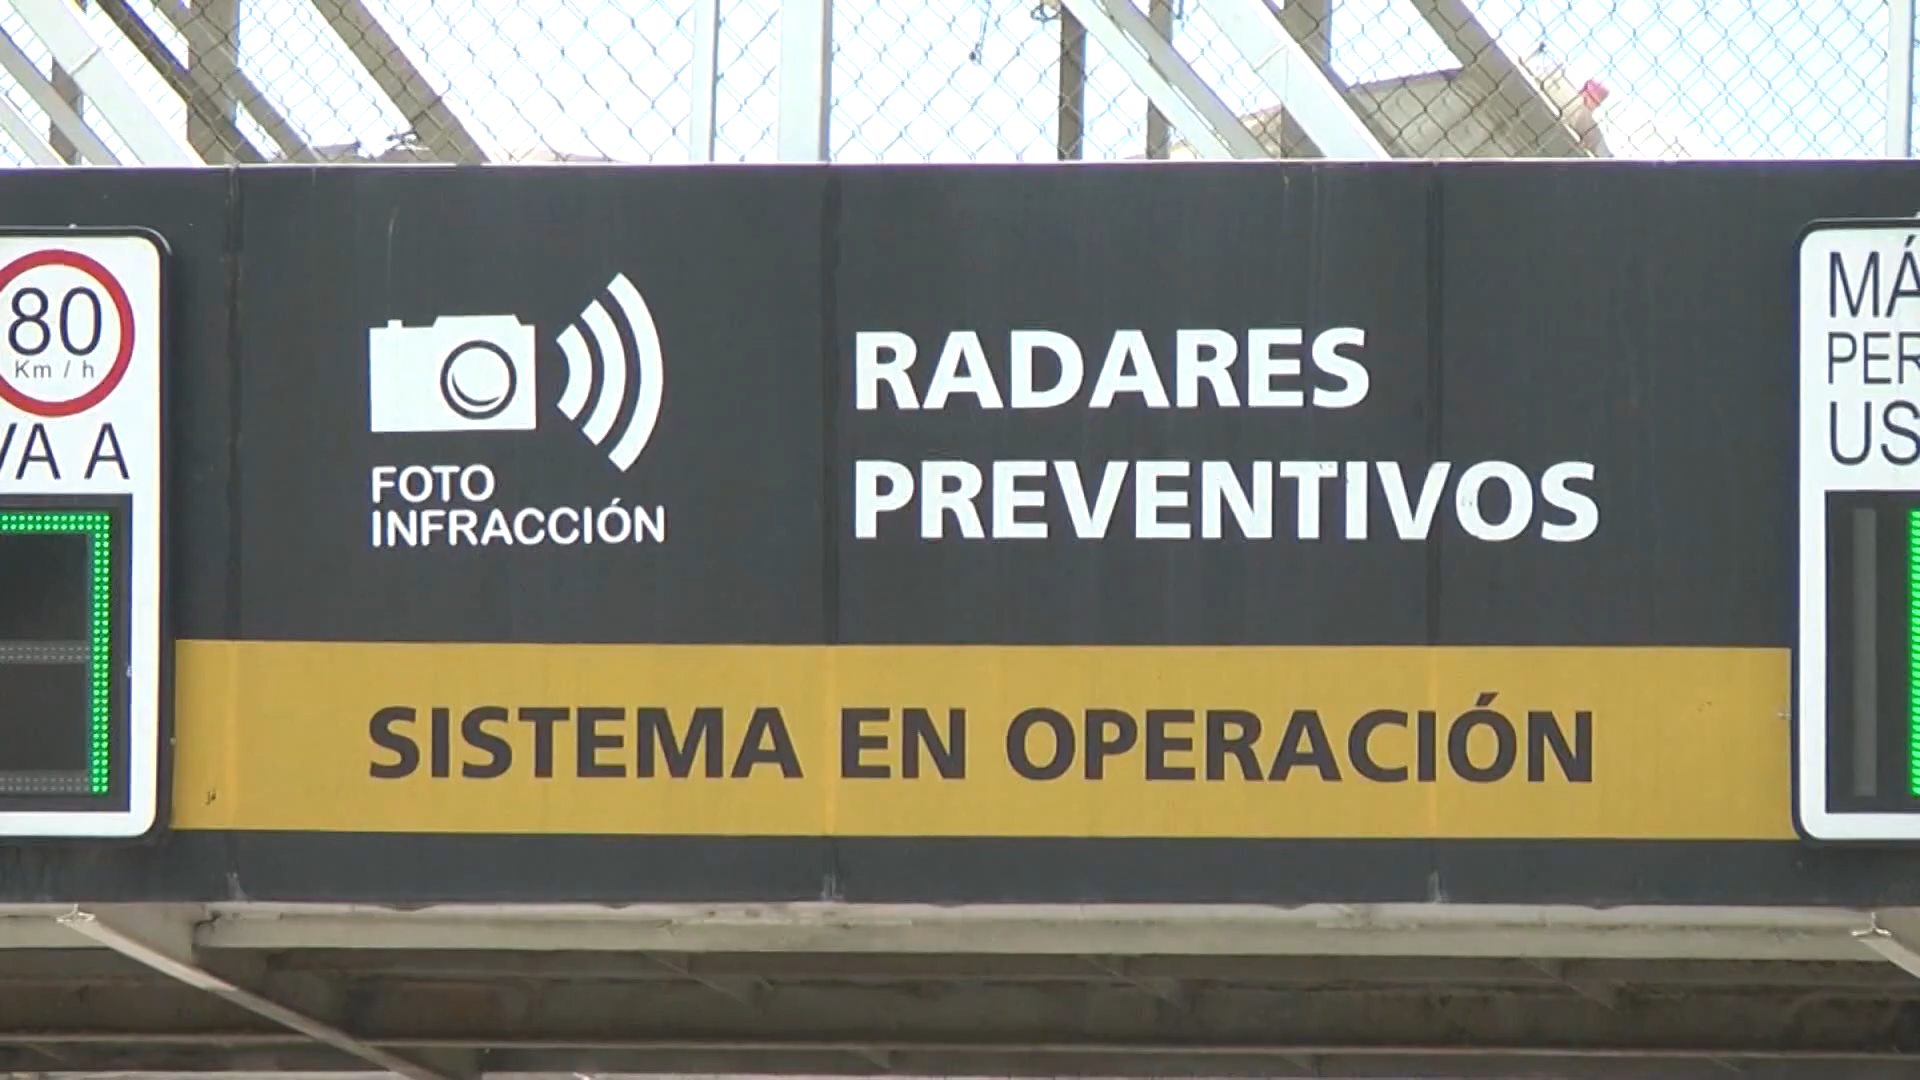 80
Km / h
VA A
FOTO
INFRACCIÓN
RADARES
PREVENTIVOS
SISTEMA EN OPERACIÓN
MÁ
PER
US